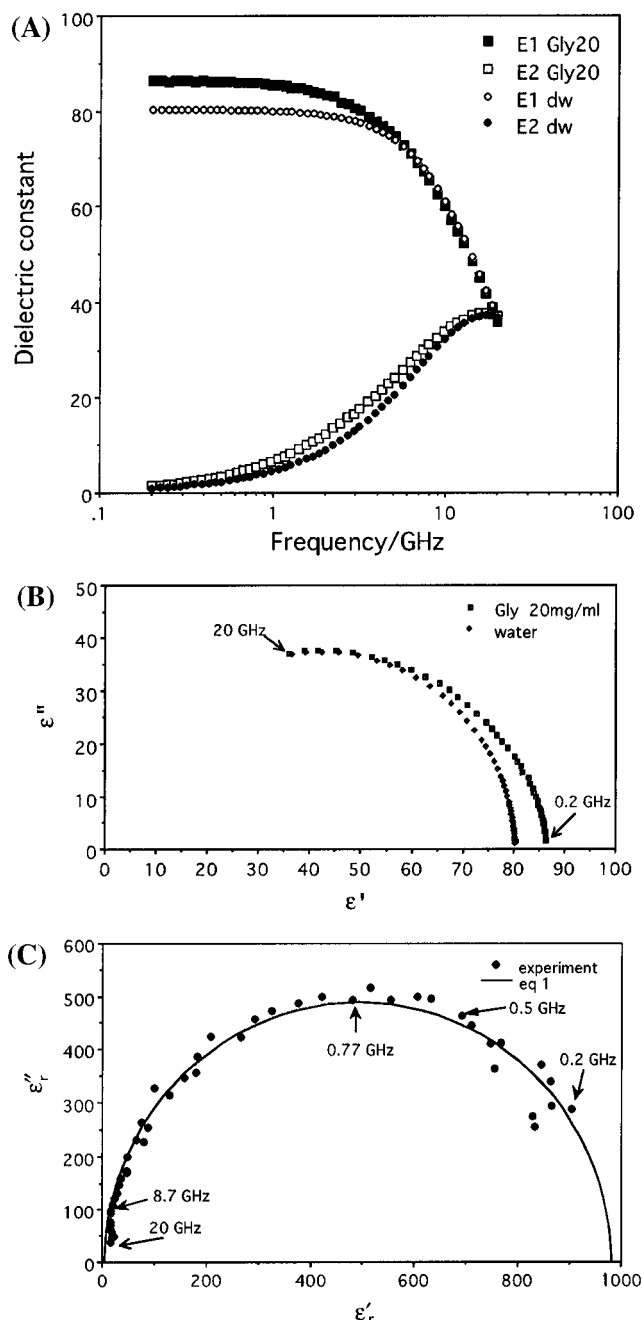 (A)
100
80
60
40
20
0
Dielectric constant
E1 Gly20
E2 Gly20
E1 dw
E2 dw
.1
1
10
100
Frequency/GHz
(B)
50
40
30
20
10
0
ε"
20 GHz
Gly 20mg/ml
water
0.2 GHz
0 10 20 30 40 50 60 70 80 90 100
ε'
(C)
600
500
400
300
200
100
0
ε″r
experiment
eq 1
0.5 GHz
0.77 GHz
0.2 GHz
8.7 GHz
20 GHz
0 200 400 600 800 1000
ε′r